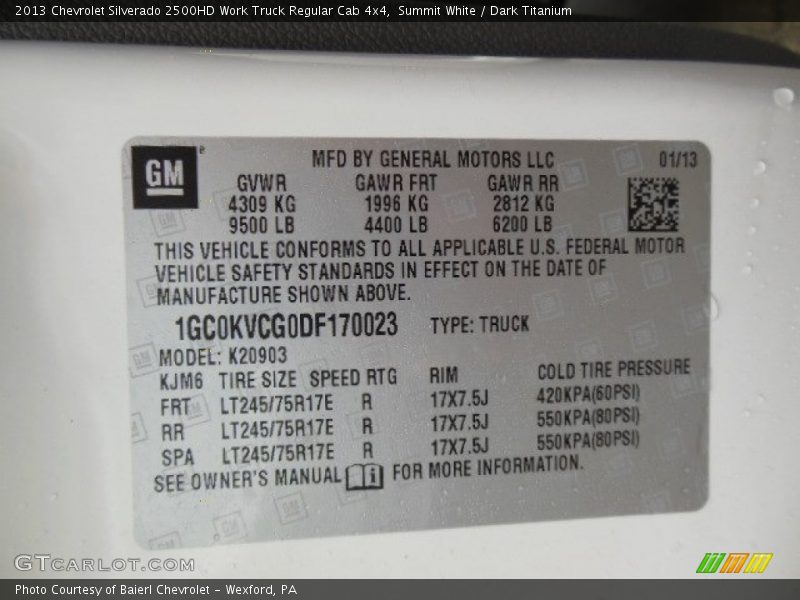 2013 Chevrolet Silverado 2500HD Work Truck Regular Cab 4x4, Summit White / Dark Titanium
GM ® MFD BY GENERAL MOTORS LLC 01/13
GVWR GAWR FRT GAWR RR
4309 KG 1996 KG 2812 KG
9500 LB 4400 LB 6200 LB
THIS VEHICLE CONFORMS TO ALL APPLICABLE U.S. FEDERAL MOTOR
VEHICLE SAFETY STANDARDS IN EFFECT ON THE DATE OF
MANUFACTURE SHOWN ABOVE.
1GC0KVCG0DF170023 TYPE: TRUCK
MODEL: K20903
KJM6 TIRE SIZE SPEED RTG RIM COLD TIRE PRESSURE
FRT LT245/75R17E R 17X7.5J 420KPA(60PSI)
RR LT245/75R17E R 17X7.5J 550KPA(80PSI)
SPA LT245/75R17E R 17X7.5J 550KPA(80PSI)
SEE OWNER'S MANUAL i FOR MORE INFORMATION.
GTCARLOT.COM
Photo Courtesy of Baierl Chevrolet - Wexford, PA